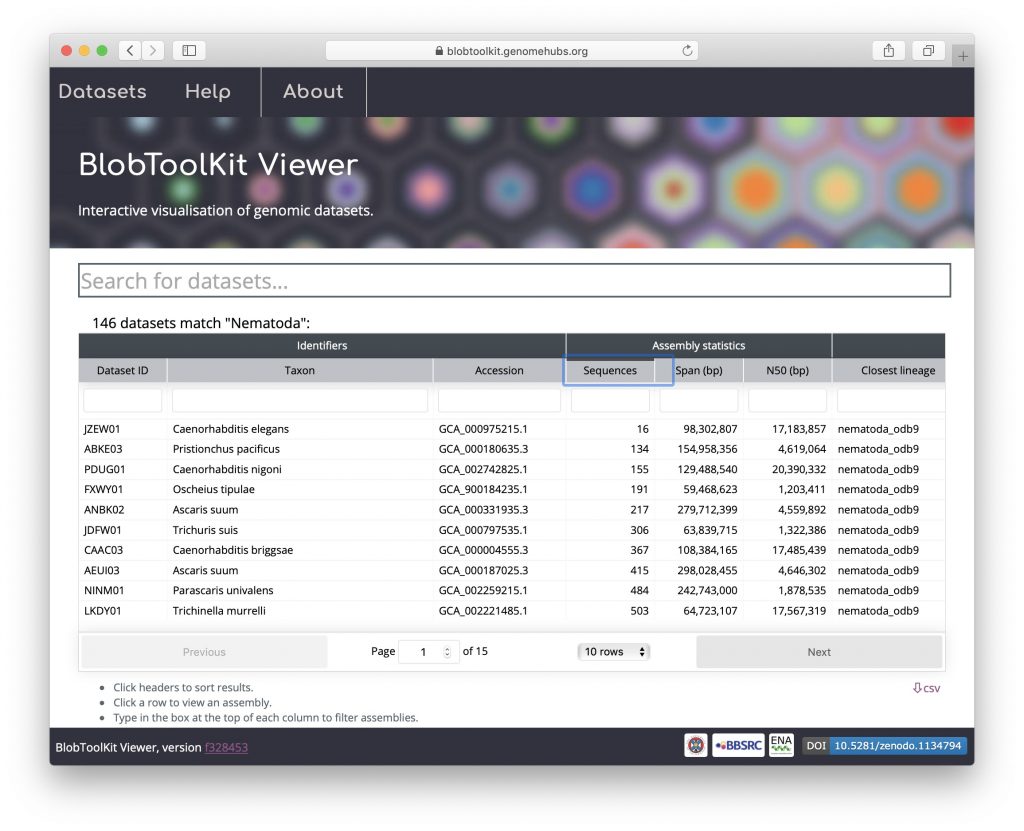 blobtoolkit.genomehubs.org
Datasets Help About
BlobToolKit Viewer
Interactive visualisation of genomic datasets.
Search for datasets...
146 datasets match "Nematoda":
Identifiers Assembly statistics
Dataset ID Taxon Accession Sequences Span (bp) N50 (bp) Closest lineage
JZEW01 Caenorhabditis elegans GCA_000975215.1 16 98,302,807 17,183,857 nematoda_odb9
ABKE03 Pristionchus pacificus GCA_000180635.3 134 154,958,356 4,619,064 nematoda_odb9
PDUG01 Caenorhabditis nigoni GCA_002742825.1 155 129,488,540 20,390,332 nematoda_odb9
FXWY01 Oscheius tipulae GCA_900184235.1 191 59,468,623 1,203,411 nematoda_odb9
ANBK02 Ascaris suum GCA_000331935.3 217 279,712,399 4,559,892 nematoda_odb9
JDFW01 Trichuris suis GCA_000797535.1 306 63,839,715 1,322,386 nematoda_odb9
CAAC03 Caenorhabditis briggsae GCA_000004555.3 367 108,384,165 17,485,439 nematoda_odb9
AEUI03 Ascaris suum GCA_000187025.3 415 298,028,455 4,646,302 nematoda_odb9
NINM01 Parascaris univalens GCA_002259215.1 484 242,743,000 1,878,535 nematoda_odb9
LKDY01 Trichinella murrelli GCA_002221485.1 503 64,723,107 17,567,319 nematoda_odb9
Previous Page 1 of 15 10 rows Next
Click headers to sort results.
csv
Click a row to view an assembly.
Type in the box at the top of each column to filter assemblies.
BlobToolKit Viewer, version f328453 BBSRC ENA DOI 10.5281/zenodo.1134794